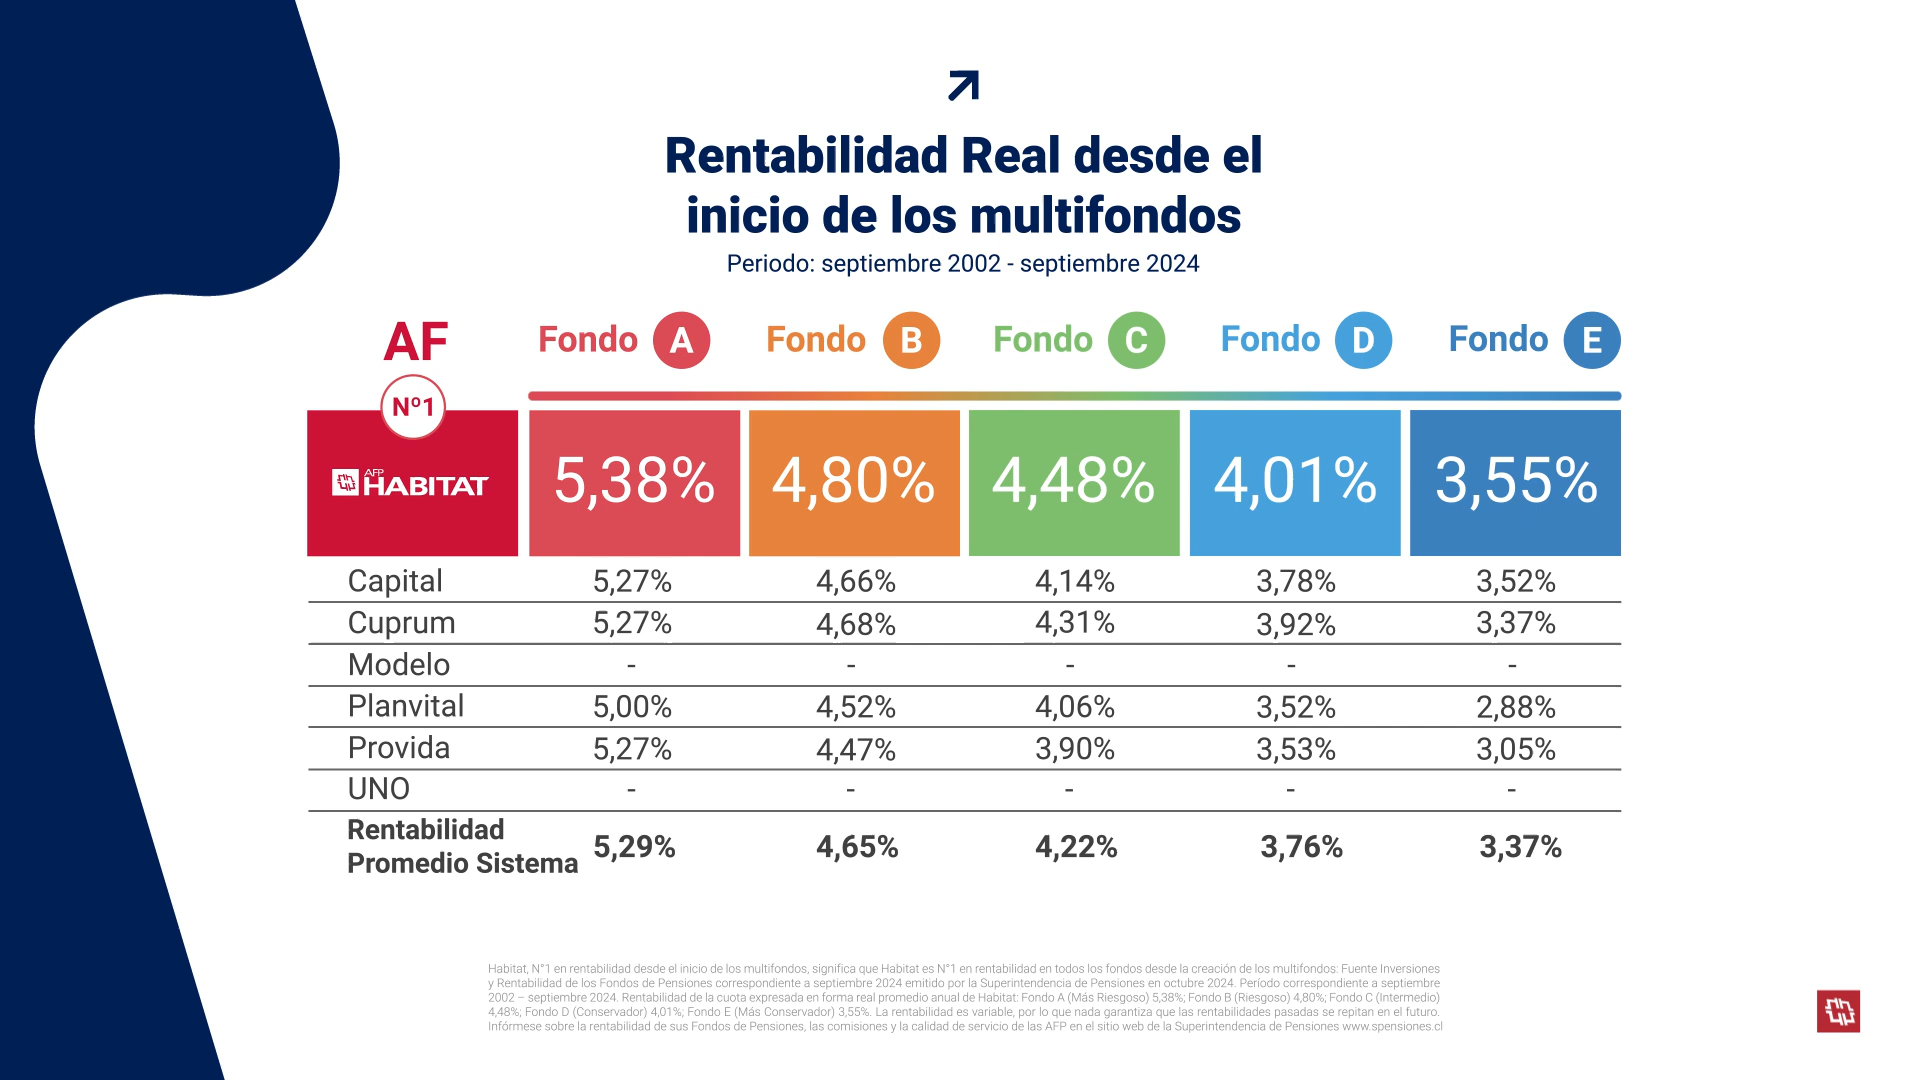 Rentabilidad Real desde el
inicio de los multifondos
Periodo: septiembre 2002 - septiembre 2024
AF Fondo A Fondo B Fondo C Fondo D Fondo E
Nº1
AFP HABITAT 5,38% 4,80% 4,48% 4,01% 3,55%
Capital 5,27% 4,66% 4,14% 3,78% 3,52%
Cuprum 5,27% 4,68% 4,31% 3,92% 3,37%
Modelo - - - - -
Planvital 5,00% 4,52% 4,06% 3,52% 2,88%
Provida 5,27% 4,47% 3,90% 3,53% 3,05%
UNO - - - - -
Rentabilidad
Promedio Sistema 5,29% 4,65% 4,22% 3,76% 3,37%
Habitat, N°1 en rentabilidad desde el inicio de los multifondos, significa que Habitat es N°1 en rentabilidad en todos los fondos desde la creación de los multifondos: Fuente Inversiones
y Rentabilidad de los Fondos de Pensiones correspondiente a septiembre 2024 emitido por la Superintendencia de Pensiones en octubre 2024. Período correspondiente a septiembre
2002 – septiembre 2024. Rentabilidad de la cuota expresada en forma real promedio anual de Habitat: Fondo A (Más Riesgoso) 5,38%; Fondo B (Riesgoso) 4,80%; Fondo C (Intermedio)
4,48%; Fondo D (Conservador) 4,01%; Fondo E (Más Conservador) 3,55%. La rentabilidad es variable, por lo que nada garantiza que las rentabilidades pasadas se repitan en el futuro.
Infórmese sobre la rentabilidad de sus Fondos de Pensiones, las comisiones y la calidad de servicio de las AFP en el sitio web de la Superintendencia de Pensiones www.spensiones.cl